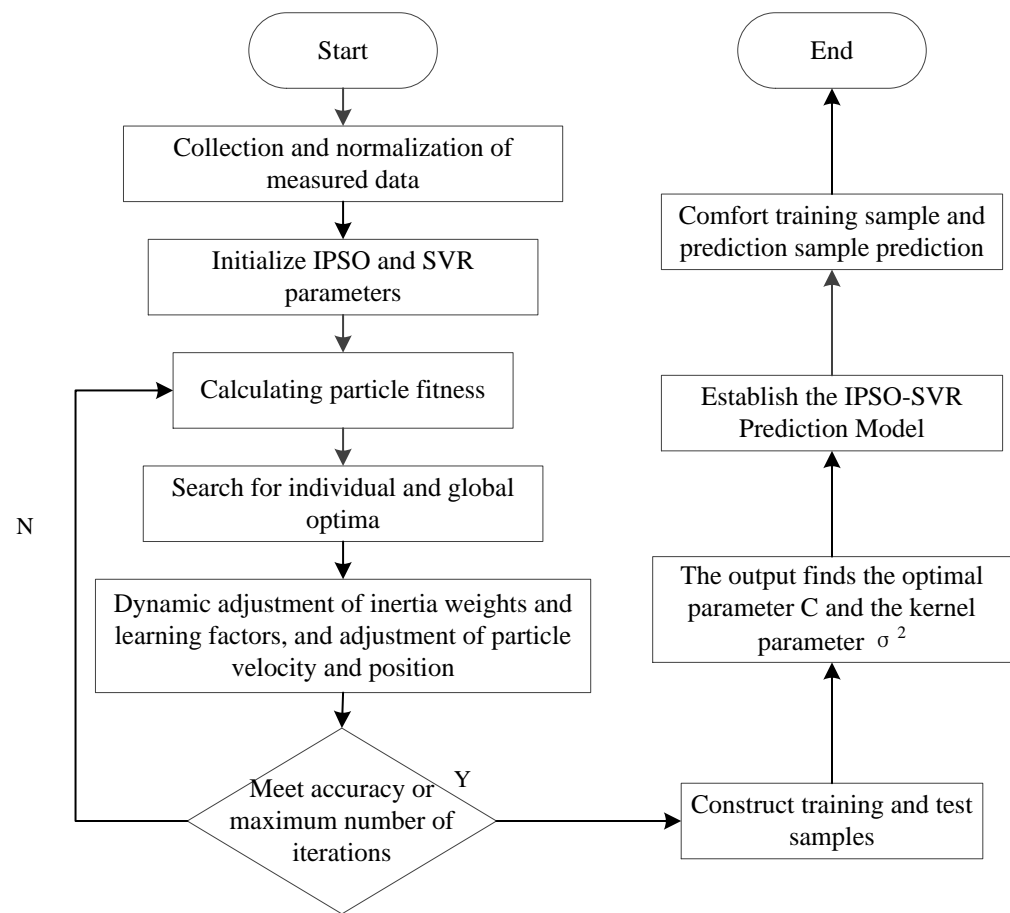 Start
Collection and normalization of
measured data
Initialize IPSO and SVR
parameters
Calculating particle fitness
Search for individual and global
optima
Dynamic adjustment of inertia weights and
learning factors, and adjustment of particle
velocity and position
Meet accuracy or
maximum number of
iterations
N
Y
Construct training and test
samples
The output finds the optimal
parameter C and the kernel
parameter σ²
Establish the IPSO-SVR
Prediction Model
Comfort training sample and
prediction sample prediction
End